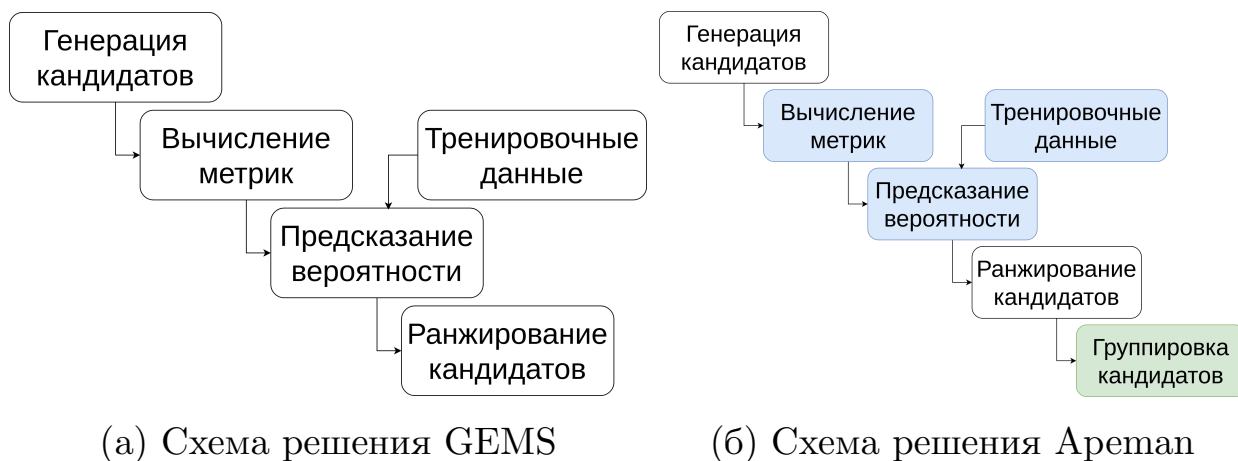 Генерация
кандидатов
Вычисление
метрик
Тренировочные
данные
Предсказание
вероятности
Ранжирование
кандидатов
(а) Схема решения GEMS
Генерация
кандидатов
Вычисление
метрик
Тренировочные
данные
Предсказание
вероятности
Ранжирование
кандидатов
Группировка
кандидатов
(б) Схема решения Apeman